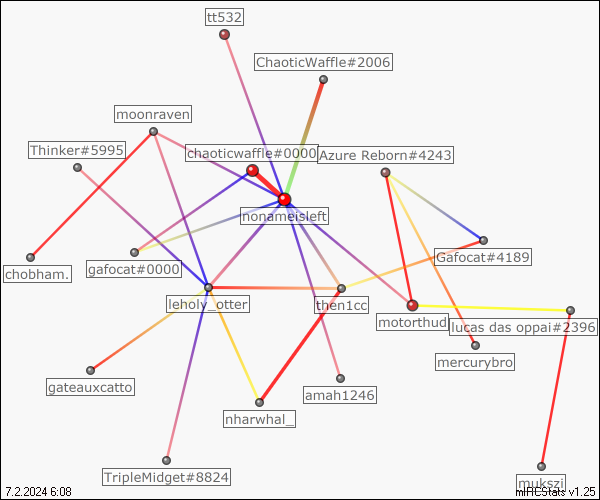 tt532
ChaoticWaffle#2006
moonraven
Thinker#5995
chaoticwaffle#0000
Azure Reborn#4243
nonameisleft
Gafocat#4189
gafocat#0000
chobham.
leholy_otter
then1cc
motorthud
lucas das oppai#2396
mercurybro
gateauxcatto
amah1246
nharwhal_
TripleMidget#8824
mukszi
7.2.2024 6:08
mIRCStats v1.25